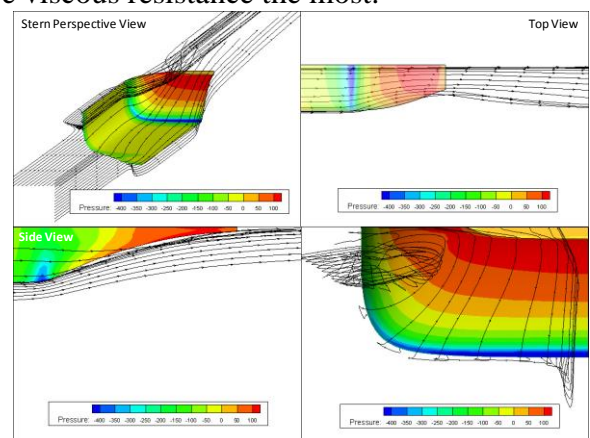 e viscous resistance the most.
Stern Perspective View
Top View
Pressure: -400 -350 -300 -250 -200 -150 -100 -50 0 50 100
Pressure: -400 -350 -300 -250 -200 -150 -100 -50 0 50 100
Side View
Pressure: -400 -350 -300 -250 -200 -150 -100 -50 0 50 100
Pressure: -400 -350 -300 -250 -200 -150 -100 -50 0 50 100